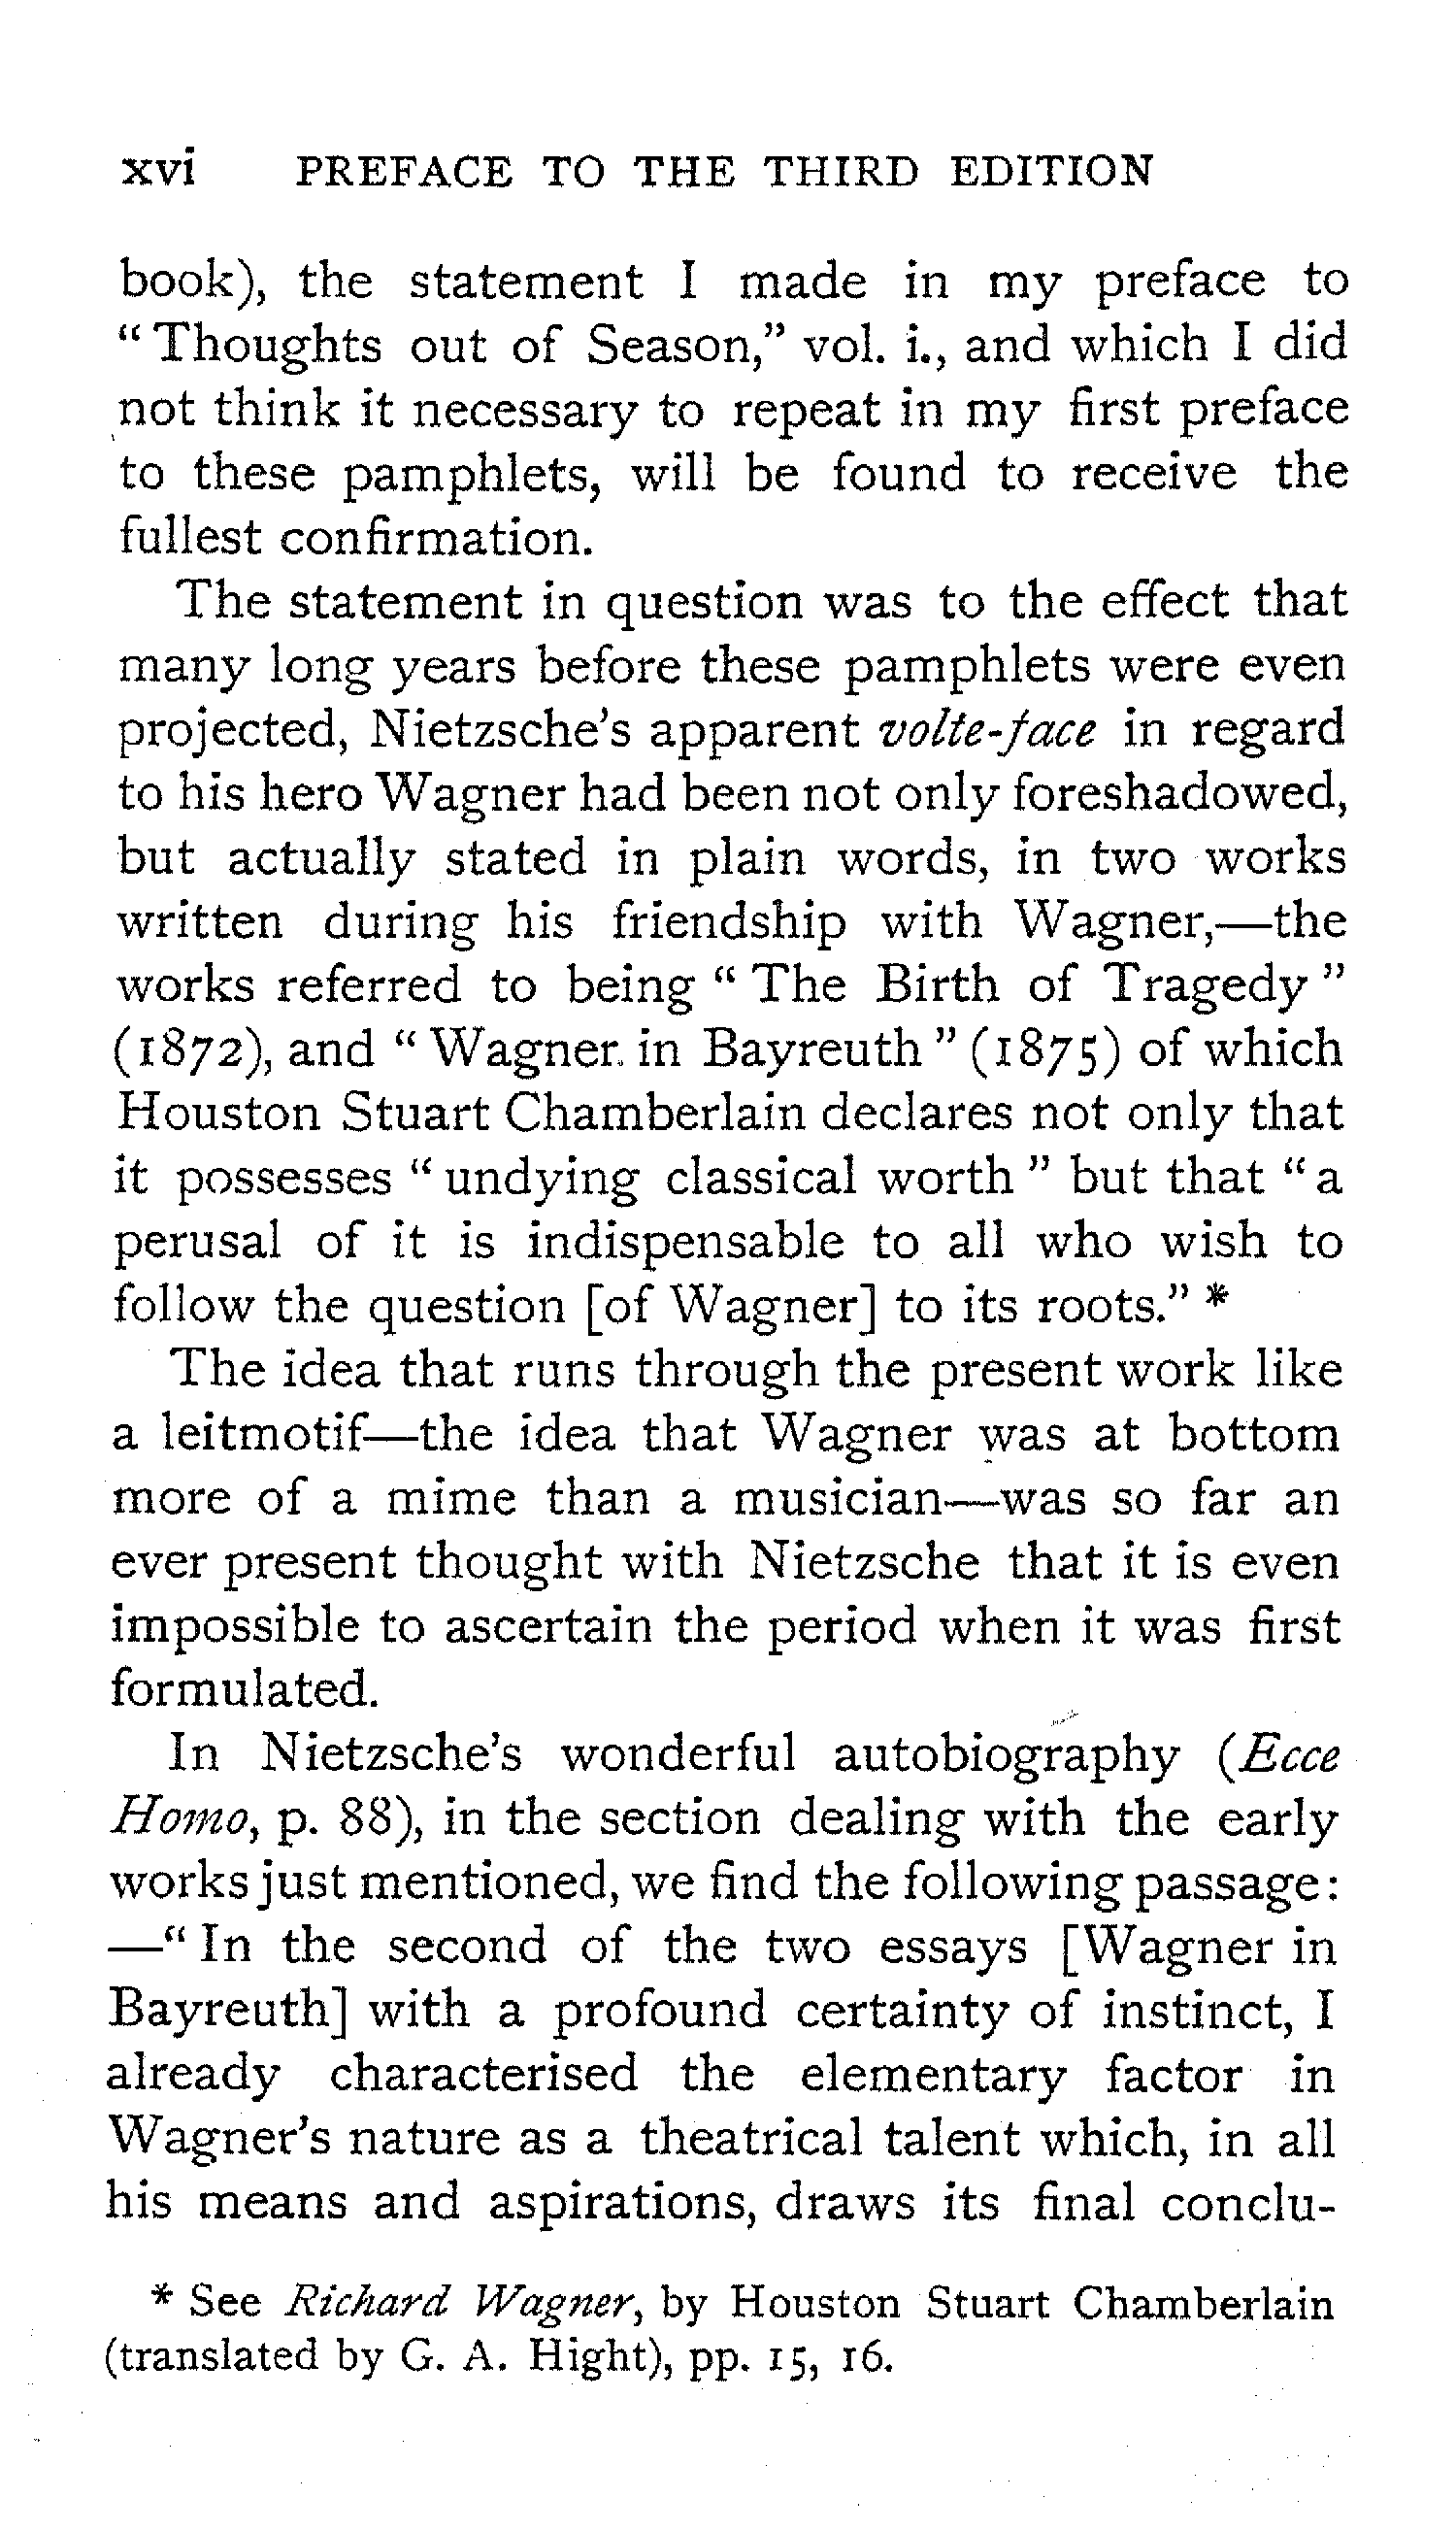 xvi PREFACE TO THE THIRD EDITION
book), the statement I made in my preface to
“Thoughts out of Season,” vol. i., and which I did
not think it necessary to repeat in my first preface
to these pamphlets, will be found to receive the
fullest confirmation.
The statement in question was to the effect that
many long years before these pamphlets were even
projected, Nietzsche’s apparent volte-face in regard
to his hero Wagner had been not only foreshadowed,
but actually stated in plain words, in two works
written during his friendship with Wagner,—the
works referred to being “The Birth of Tragedy”
(1872), and “Wagner in Bayreuth” (1875) of which
Houston Stuart Chamberlain declares not only that
it possesses “undying classical worth” but that “a
perusal of it is indispensable to all who wish to
follow the question [of Wagner] to its roots.” *
The idea that runs through the present work like
a leitmotif—the idea that Wagner was at bottom
more of a mime than a musician—was so far an
ever present thought with Nietzsche that it is even
impossible to ascertain the period when it was first
formulated.
In Nietzsche’s wonderful autobiography (Ecce
Homo, p. 88), in the section dealing with the early
works just mentioned, we find the following passage:
—“In the second of the two essays [Wagner in
Bayreuth] with a profound certainty of instinct, I
already characterised the elementary factor in
Wagner’s nature as a theatrical talent which, in all
his means and aspirations, draws its final conclu-
* See Richard Wagner, by Houston Stuart Chamberlain
(translated by G. A. Hight), pp. 15, 16.